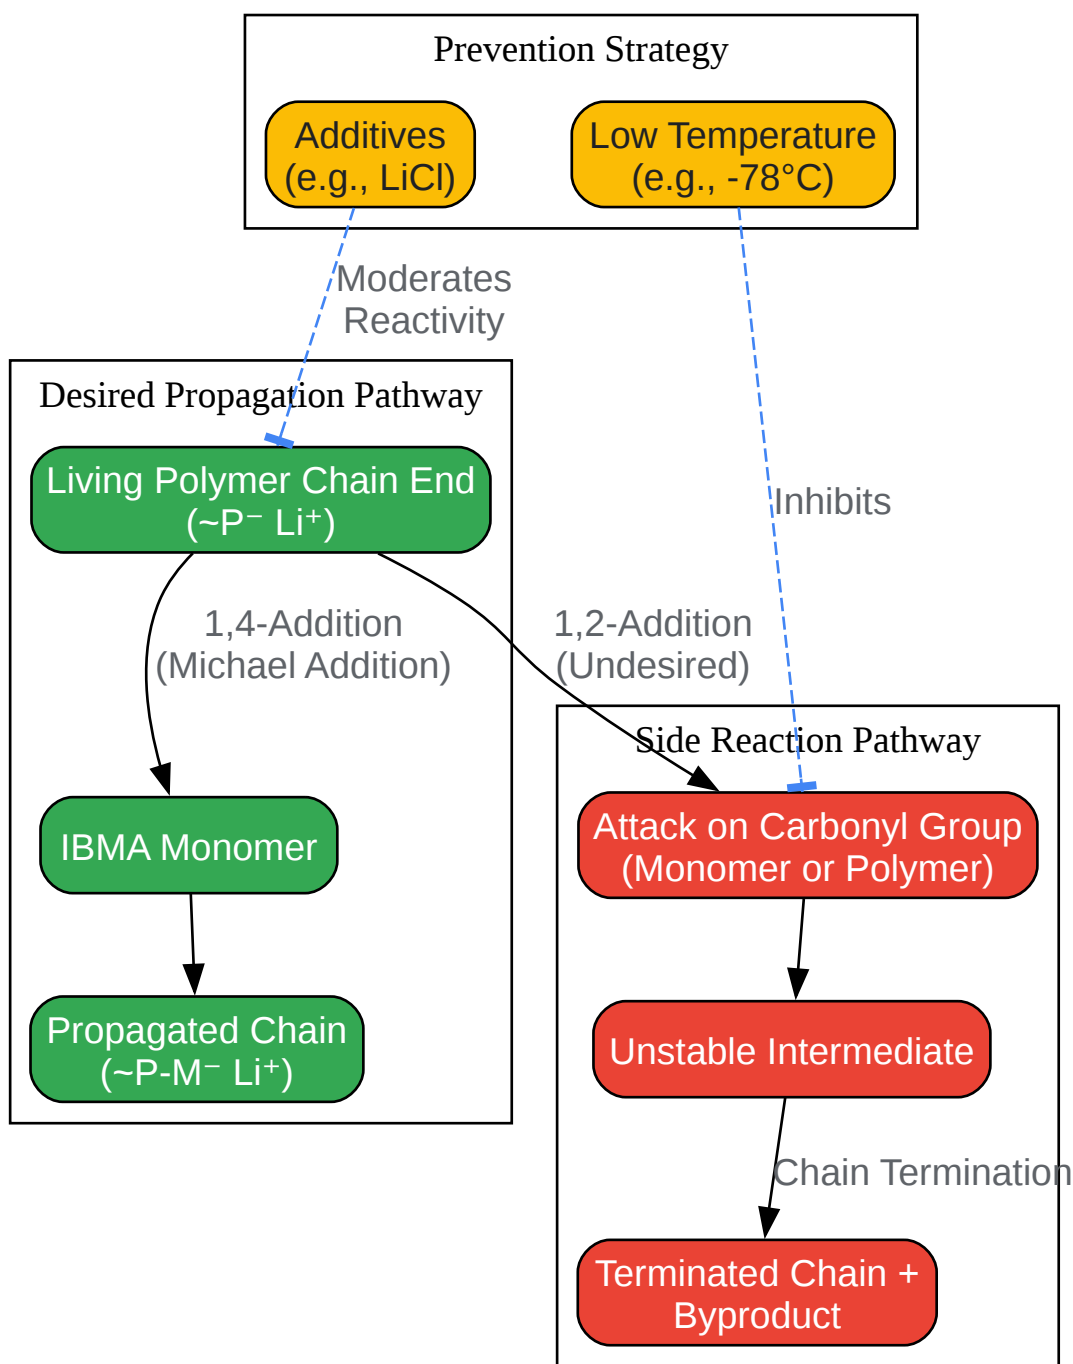 Prevention Strategy
Additives
(e.g., LiCl)
Low Temperature
(e.g., -78°C)
Moderates
Reactivity
Desired Propagation Pathway
Living Polymer Chain End
(~P⁻ Li⁺)
Inhibits
1,4-Addition
(Michael Addition)
1,2-Addition
(Undesired)
Side Reaction Pathway
IBMA Monomer
Attack on Carbonyl Group
(Monomer or Polymer)
Propagated Chain
(~P-M⁻ Li⁺)
Unstable Intermediate
Chain Termination
Terminated Chain +
Byproduct